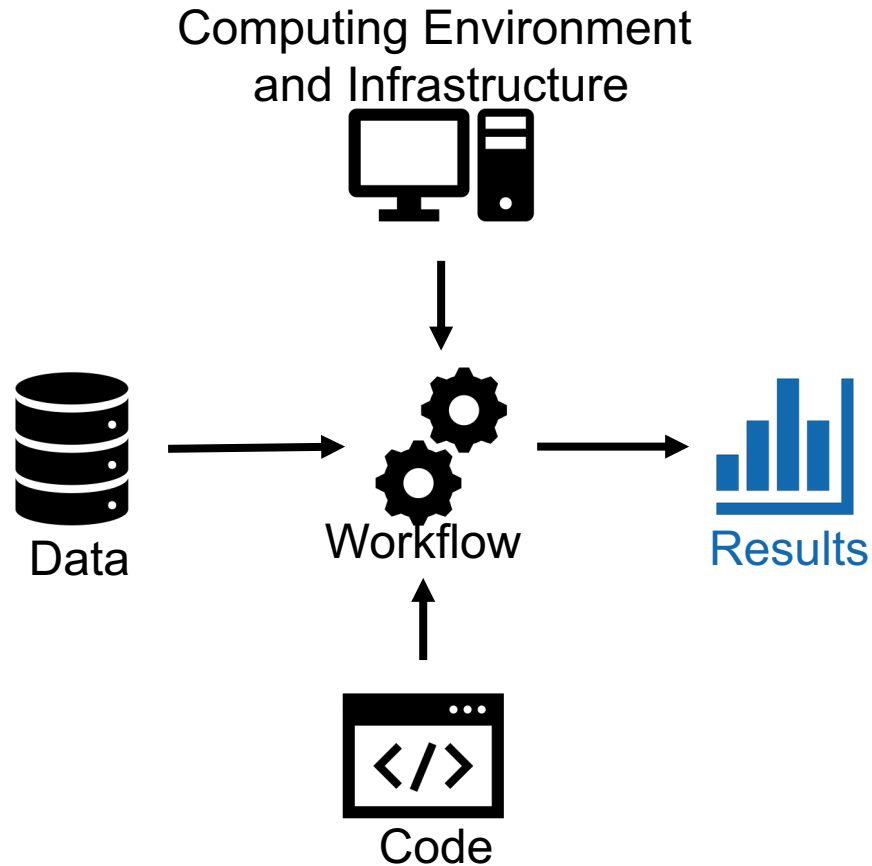 Computing Environment
and Infrastructure
Data
Workflow
Results
</>
Code